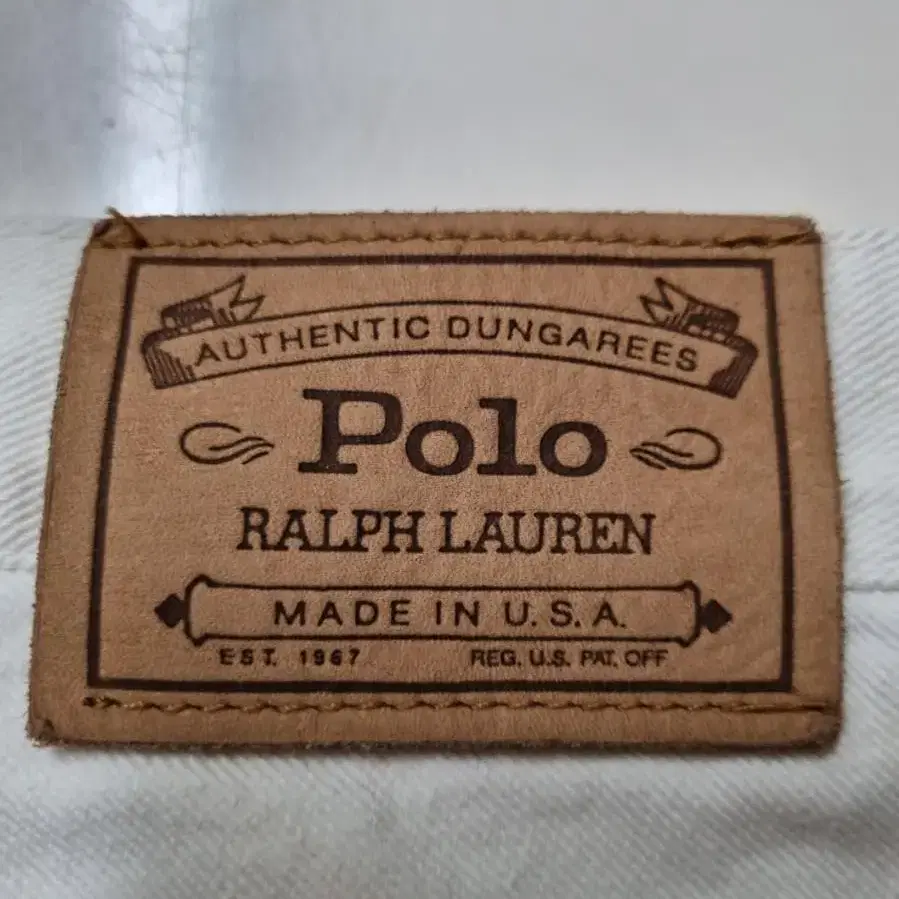 AUTHENTIC DUNGAREES
Polo
RALPH LAUREN
MADE IN U.S.A.
EST. 1967 REG. U.S. PAT. OFF